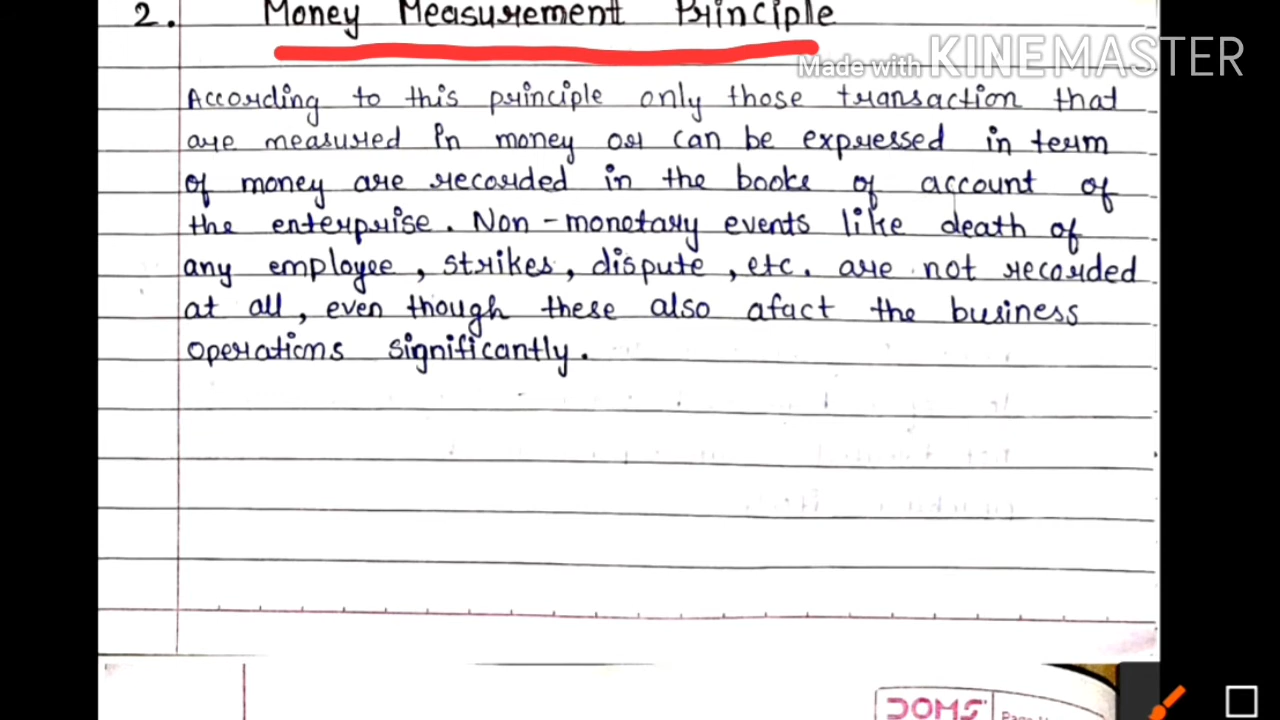 2. Money Measurement Principle
Made with KINEMASTER
According to this principle only those transaction that
are measured in money or can be expressed in term
of money are recorded in the books of account of
the enterprise. Non-monetary events like death of
any employee, strikes, dispute, etc. are not recorded
at all, even though these also afact the business
operations significantly.
DOMS